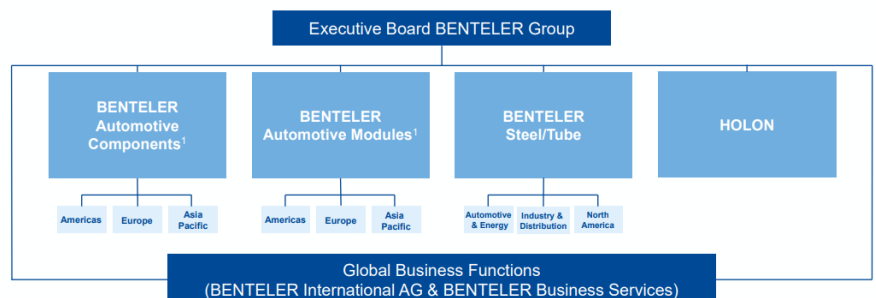 Executive Board BENTELER Group
BENTELER
Automotive
Components¹
BENTELER
Automotive Modules¹
BENTELER
Steel/Tube
HOLON
Americas
Europe
Asia
Pacific
Americas
Europe
Asia
Pacific
Automotive
& Energy
Industry &
Distribution
North
America
Global Business Functions
(BENTELER International AG & BENTELER Business Services)